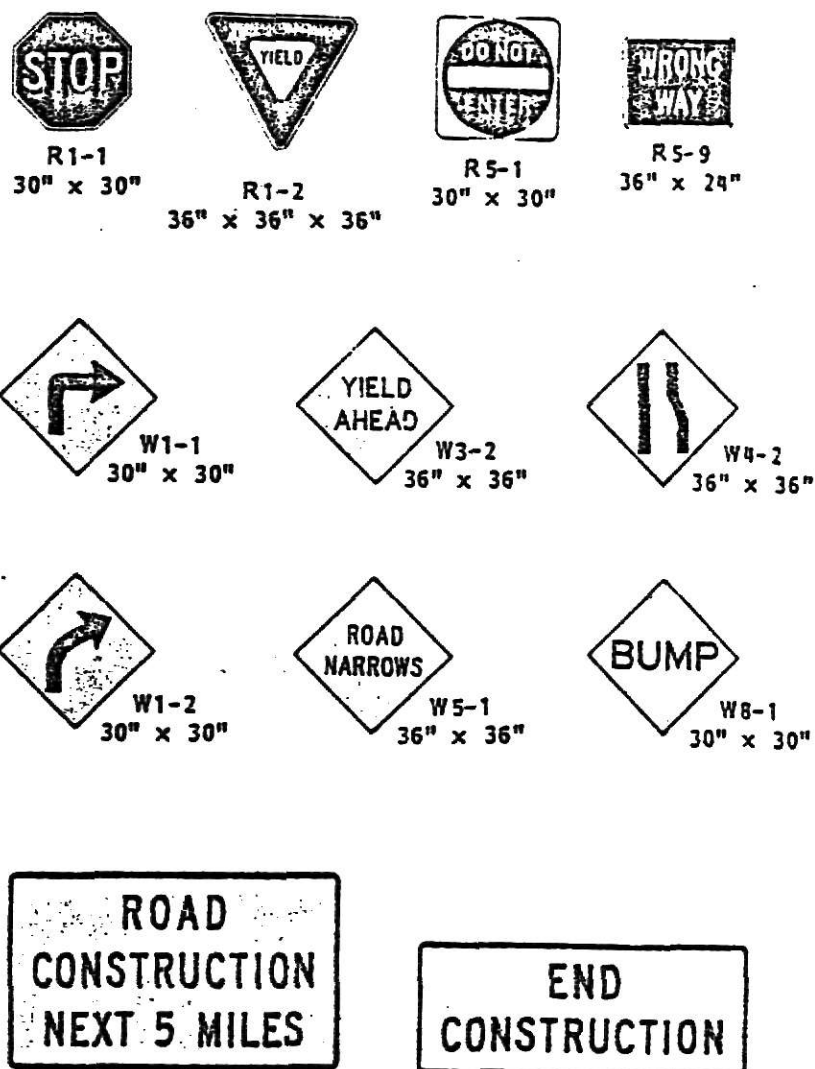 STOP
R1-1
30" x 30"
YIELD
R1-2
36" x 36" x 36"
DO NOT
ENTER
R5-1
30" x 30"
WRONG
WAY
R5-9
36" x 24"
W1-1
30" x 30"
YIELD
AHEAD
W3-2
36" x 36"
W4-2
36" x 36"
W1-2
30" x 30"
ROAD
NARROWS
W5-1
36" x 36"
BUMP
W8-1
30" x 30"
ROAD
CONSTRUCTION
NEXT 5 MILES
END
CONSTRUCTION